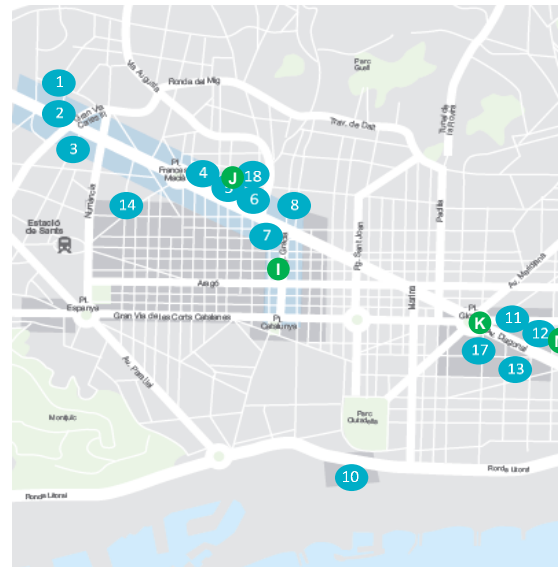 Parc
Güell
Via Augusta
Ronda del Mig
1
2
Gran Via
Carles III
3
Trav. de Dalt
Túnel de
la Rovira
Pl.
Francesc
Macià
4
J
18
5
6
8
14
Numància
Estació
de Sants
7
Gràcia
I
Pg. Sant Joan
Padilla
Marina
Av. Meridiana
Aragó
Pl.
Espanya
Gran Via de les Corts Catalanes
Pl.
Catalunya
Pl.
K
11
12
Av. Diagonal
17
13
Av. Paral·lel
Montjuïc
Parc
Ciutadella
10
Ronda Litoral
Ronda Litoral